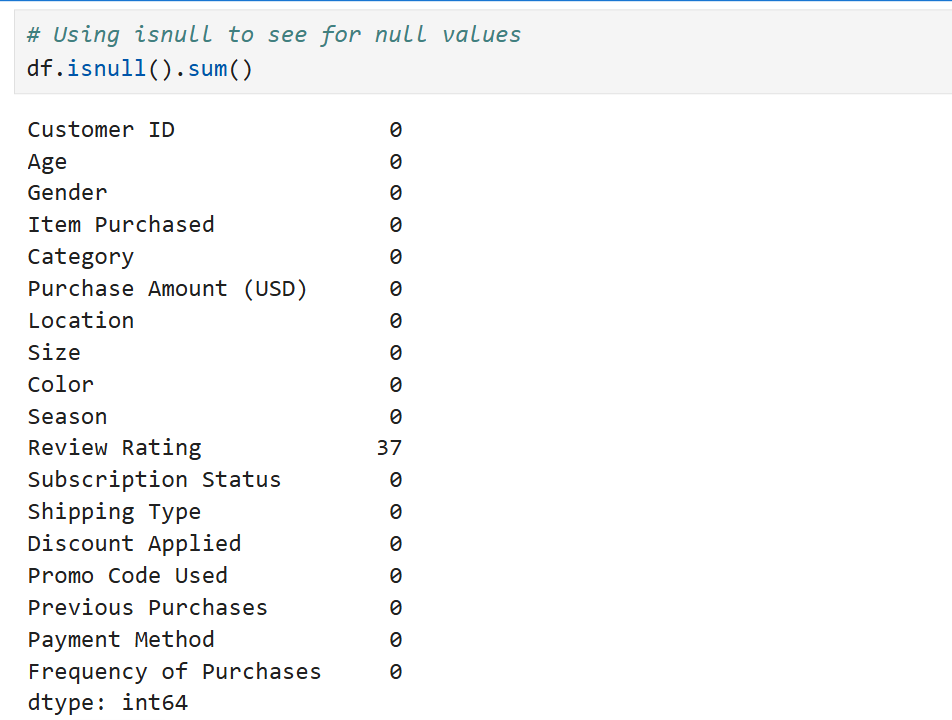 # Using isnull to see for null values
df.isnull().sum()
Customer ID 0
Age 0
Gender 0
Item Purchased 0
Category 0
Purchase Amount (USD) 0
Location 0
Size 0
Color 0
Season 0
Review Rating 37
Subscription Status 0
Shipping Type 0
Discount Applied 0
Promo Code Used 0
Previous Purchases 0
Payment Method 0
Frequency of Purchases 0
dtype: int64